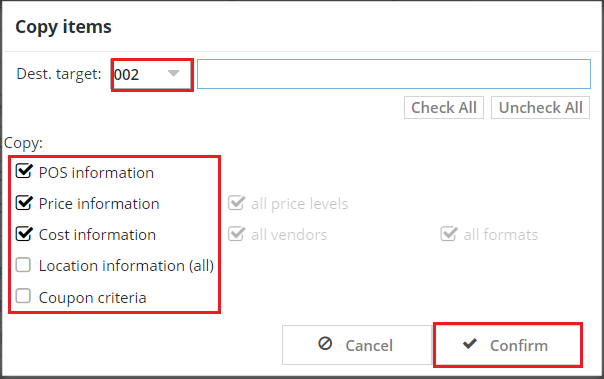 Copy items
Dest. target: 002
Check All Uncheck All
Copy:
POS information
Price information all price levels
Cost information all vendors all formats
Location information (all)
Coupon criteria
Cancel Confirm